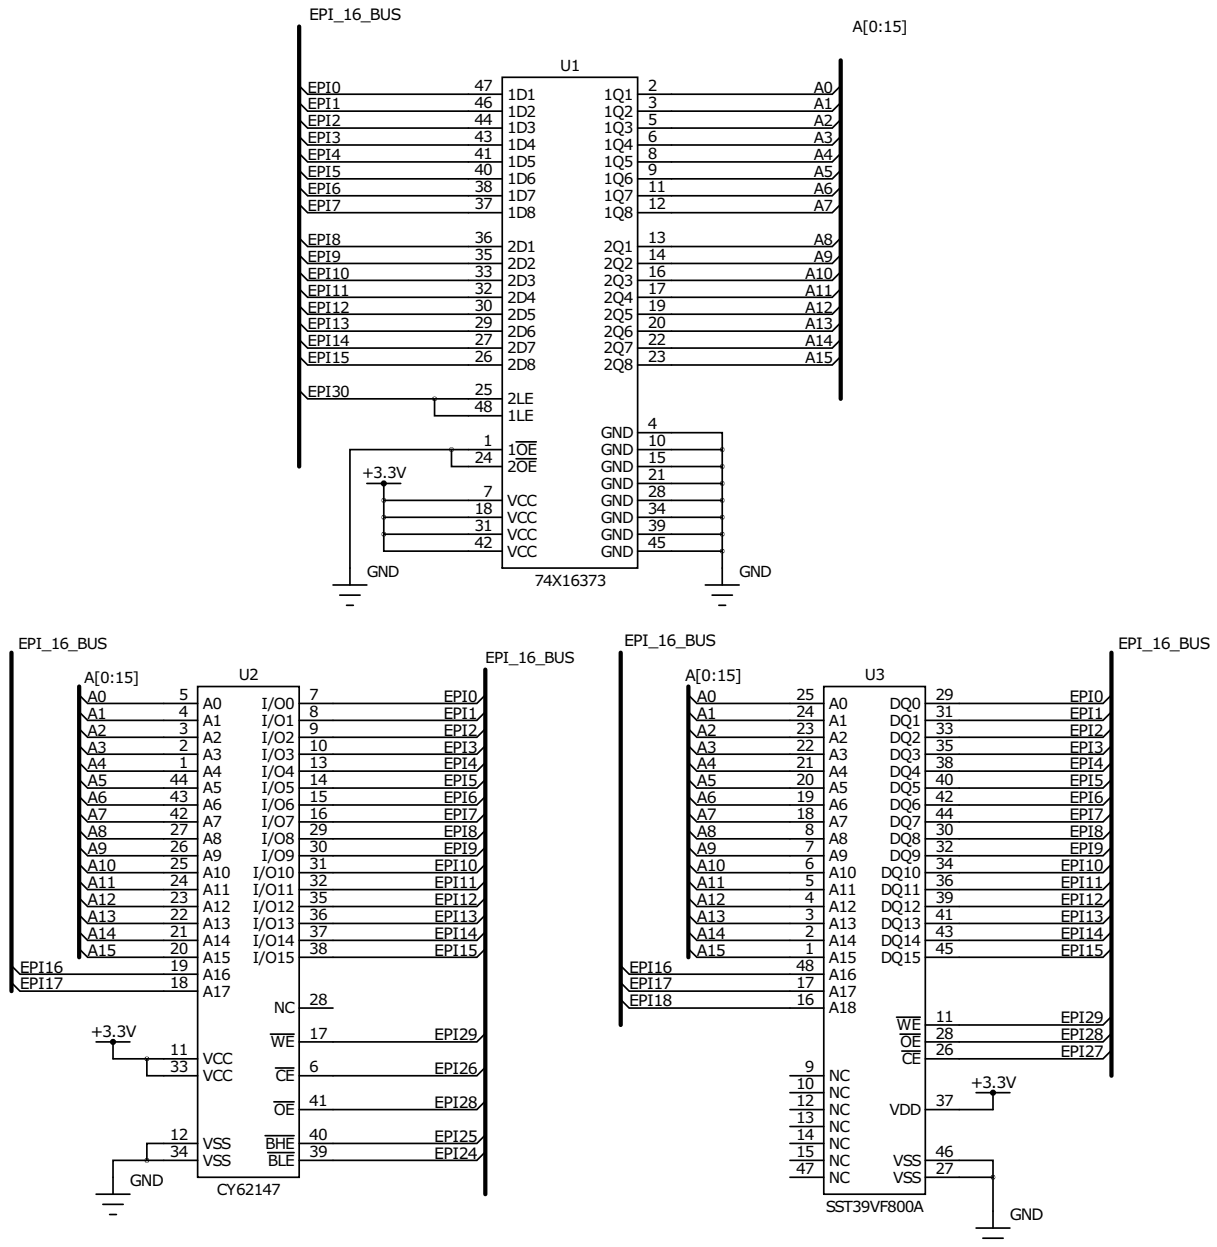 EPI_16_BUS
A[0:15]
U1
EPI0 47 1D1 1Q1 2 A0
EPI1 46 1D2 1Q2 3 A1
EPI2 44 1D3 1Q3 5 A2
EPI3 43 1D4 1Q4 6 A3
EPI4 41 1D5 1Q5 8 A4
EPI5 40 1D6 1Q6 9 A5
EPI6 38 1D7 1Q7 11 A6
EPI7 37 1D8 1Q8 12 A7
EPI8 36 2D1 2Q1 13 A8
EPI9 35 2D2 2Q2 14 A9
EPI10 33 2D3 2Q3 16 A10
EPI11 32 2D4 2Q4 17 A11
EPI12 30 2D5 2Q5 19 A12
EPI13 29 2D6 2Q6 20 A13
EPI14 27 2D7 2Q7 22 A14
EPI15 26 2D8 2Q8 23 A15
EPI30 25 2LE
48 1LE
GND 4
1 1OE GND 10
24 2OE GND 15
+3.3V GND 21
7 VCC GND 28
18 VCC GND 34
31 VCC GND 39
42 VCC GND 45
GND GND
74X16373
EPI_16_BUS
EPI_16_BUS
A[0:15]
U2
A0 5 A0 I/O0 7 EPI0
A1 4 A1 I/O1 8 EPI1
A2 3 A2 I/O2 9 EPI2
A3 2 A3 I/O3 10 EPI3
A4 1 A4 I/O4 13 EPI4
A5 44 A5 I/O5 14 EPI5
A6 43 A6 I/O6 15 EPI6
A7 42 A7 I/O7 16 EPI7
A8 27 A8 I/O8 29 EPI8
A9 26 A9 I/O9 30 EPI9
A10 25 A10 I/O10 31 EPI10
A11 24 A11 I/O11 32 EPI11
A12 23 A12 I/O12 35 EPI12
A13 22 A13 I/O13 36 EPI13
A14 21 A14 I/O14 37 EPI14
A15 20 A15 I/O15 38 EPI15
EPI16 19 A16
EPI17 18 A17
NC 28
+3.3V WE 17 EPI29
11 VCC
33 VCC CE 6 EPI26
OE 41 EPI28
12 VSS BHE 40 EPI25
34 VSS BLE 39 EPI24
GND
CY62147
EPI_16_BUS
EPI_16_BUS
A[0:15]
U3
A0 25 A0 DQ0 29 EPI0
A1 24 A1 DQ1 31 EPI1
A2 23 A2 DQ2 33 EPI2
A3 22 A3 DQ3 35 EPI3
A4 21 A4 DQ4 38 EPI4
A5 20 A5 DQ5 40 EPI5
A6 19 A6 DQ6 42 EPI6
A7 18 A7 DQ7 44 EPI7
A8 8 A8 DQ8 30 EPI8
A9 7 A9 DQ9 32 EPI9
A10 6 A10 DQ10 34 EPI10
A11 5 A11 DQ11 36 EPI11
A12 4 A12 DQ12 39 EPI12
A13 3 A13 DQ13 41 EPI13
A14 2 A14 DQ14 43 EPI14
A15 1 A15 DQ15 45 EPI15
EPI16 48 A16
EPI17 17 A17
EPI18 16 A18
WE 11 EPI29
OE 28 EPI28
CE 26 EPI27
9 NC
10 NC +3.3V
12 NC VDD 37
13 NC
14 NC
15 NC VSS 46
47 NC VSS 27
SST39VF800A
GND